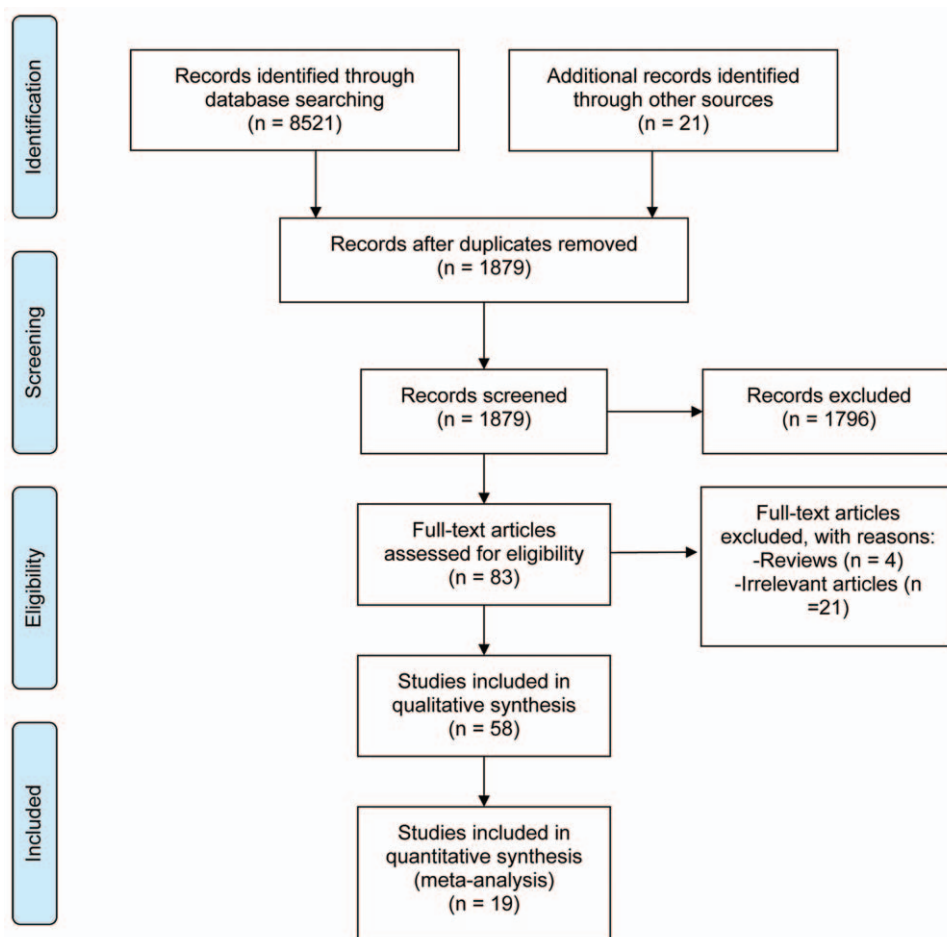 Identification
Records identified through
database searching
(n = 8521)
Additional records identified
through other sources
(n = 21)
Records after duplicates removed
(n = 1879)
Screening
Records screened
(n = 1879)
Records excluded
(n = 1796)
Eligibility
Full-text articles
assessed for eligibility
(n = 83)
Full-text articles
excluded, with reasons:
-Reviews (n = 4)
-Irrelevant articles (n
=21)
Studies included in
qualitative synthesis
(n = 58)
Included
Studies included in
quantitative synthesis
(meta-analysis)
(n = 19)